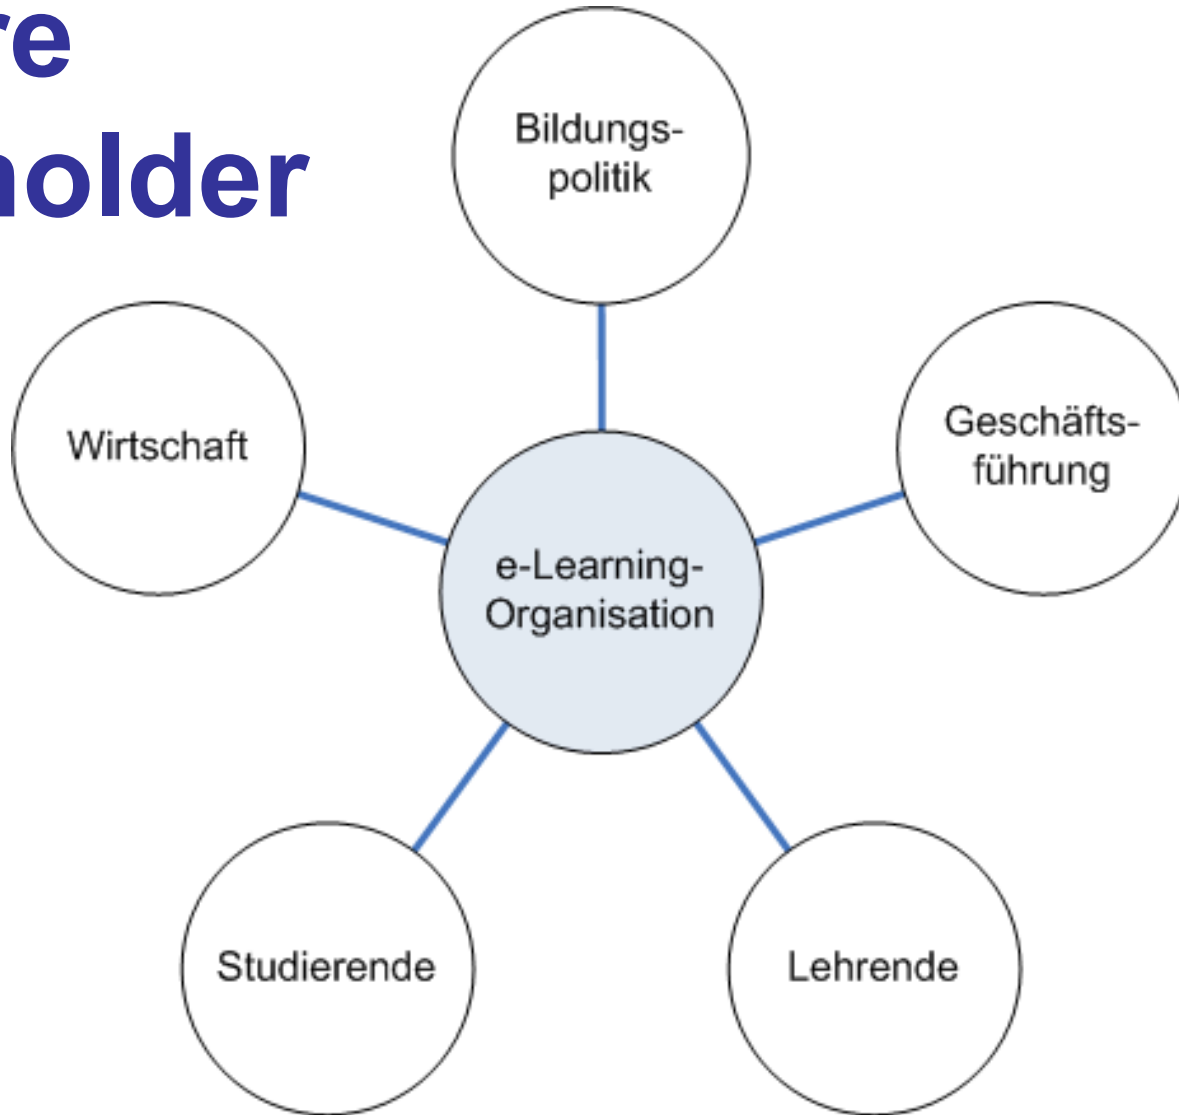 re
holder
Bildungs-
politik
Wirtschaft
Geschäfts-
führung
e-Learning-
Organisation
Studierende
Lehrende